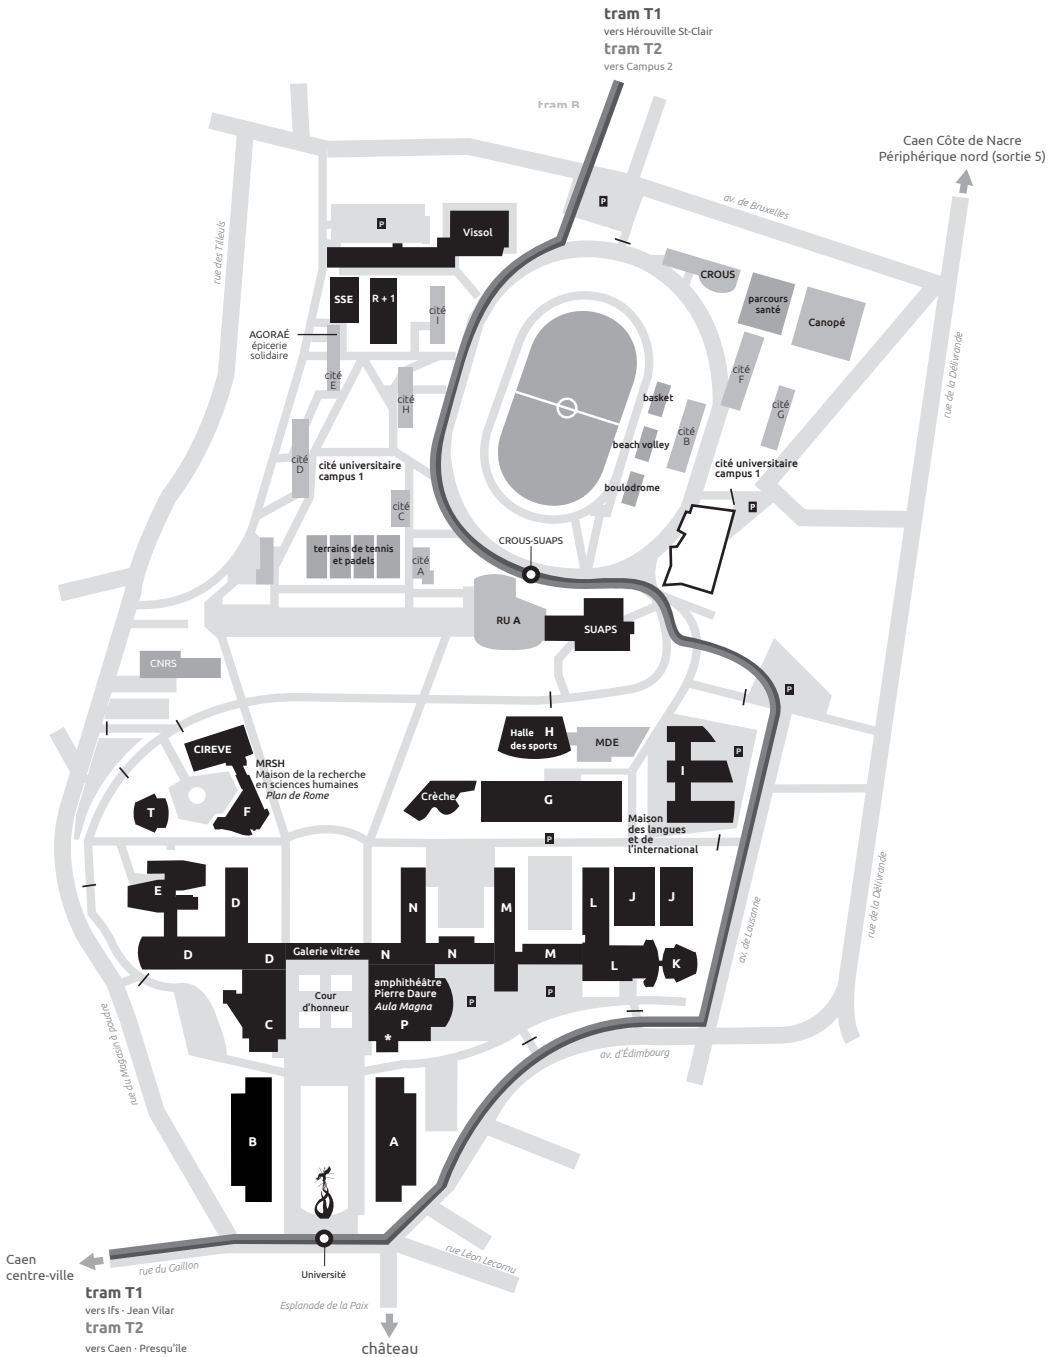 tram T1
vers Hérouville St-Clair
tram T2
vers Campus 2
tram B
Caen Côte de Nacre
Périphérique nord (sortie 5)
av. de Bruxelles
rue des Tilleuls
P
P
Vissol
CROUS
SSE
R + 1
cité
I
parcours
santé
Canopé
AGORAÉ
épicerie
solidaire
cité
E
cité
H
cité
F
rue de la Délivrande
basket
cité
G
cité
B
beach volley
cité
D
cité universitaire
campus 1
cité universitaire
campus 1
boulodrome
P
cité
C
CROUS-SUAPS
terrains de tennis
et padels
cité
A
RU A
SUAPS
CNRS
P
Halle H
des sports
MDE
CIREVE
P
MRSH
Maison de la recherche
en sciences humaines
Plan de Rome
I
Crèche
G
T
F
Maison
des langues
et de
l'international
P
E
D
N
M
L
J
J
rue de la Délivrande
av. de Lausanne
D
D
Galerie vitrée
N
N
M
L
K
amphithéâtre
Pierre Daure
Aula Magna
P
*
Cour
d'honneur
P
P
C
rue du Magasin à poudre
av. d'Édimbourg
B
A
Caen
centre-ville
rue du Gaillon
Université
rue Léon Lecornu
tram T1
vers Ifs · Jean Vilar
tram T2
vers Caen · Presqu'île
Esplanade de la Paix
château